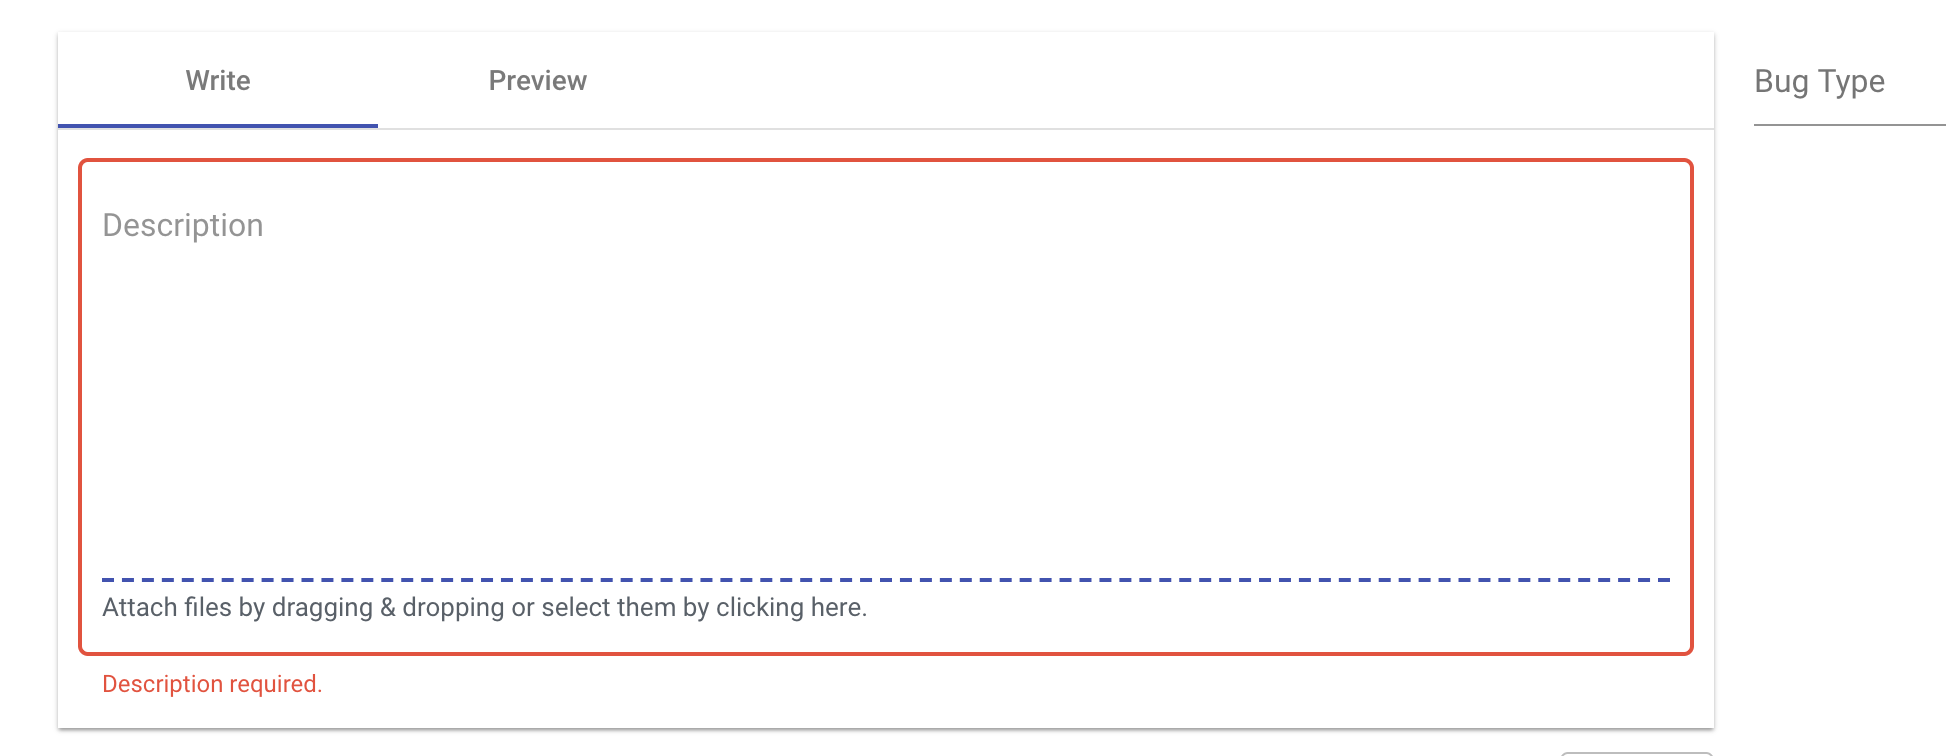 Write
Preview
Bug Type
Description
Attach files by dragging & dropping or select them by clicking here.
Description required.